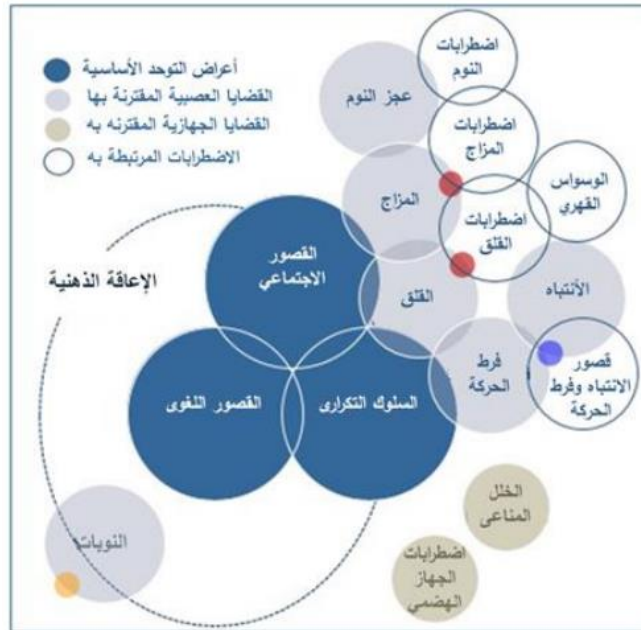 أعراض التوحد الأساسية
القضايا العصبية المقترنة بها
القضايا الجهازية المقترنه به
الاضطرابات المرتبطة به
اضطرابات
النوم
عجز النوم
اضطرابات
المزاج
المزاج
الوسواس
القهري
اضطرابات
القلق
القصور
الاجتماعي
الإعاقة الذهنية
القلق
الأنتباه
قصور
الانتباه وفرط
الحركة
فرط
الحركة
السلوك التكرارى
القصور اللغوى
الخلل
المناعى
النوبات
اضطرابات
الجهاز
الهضمي